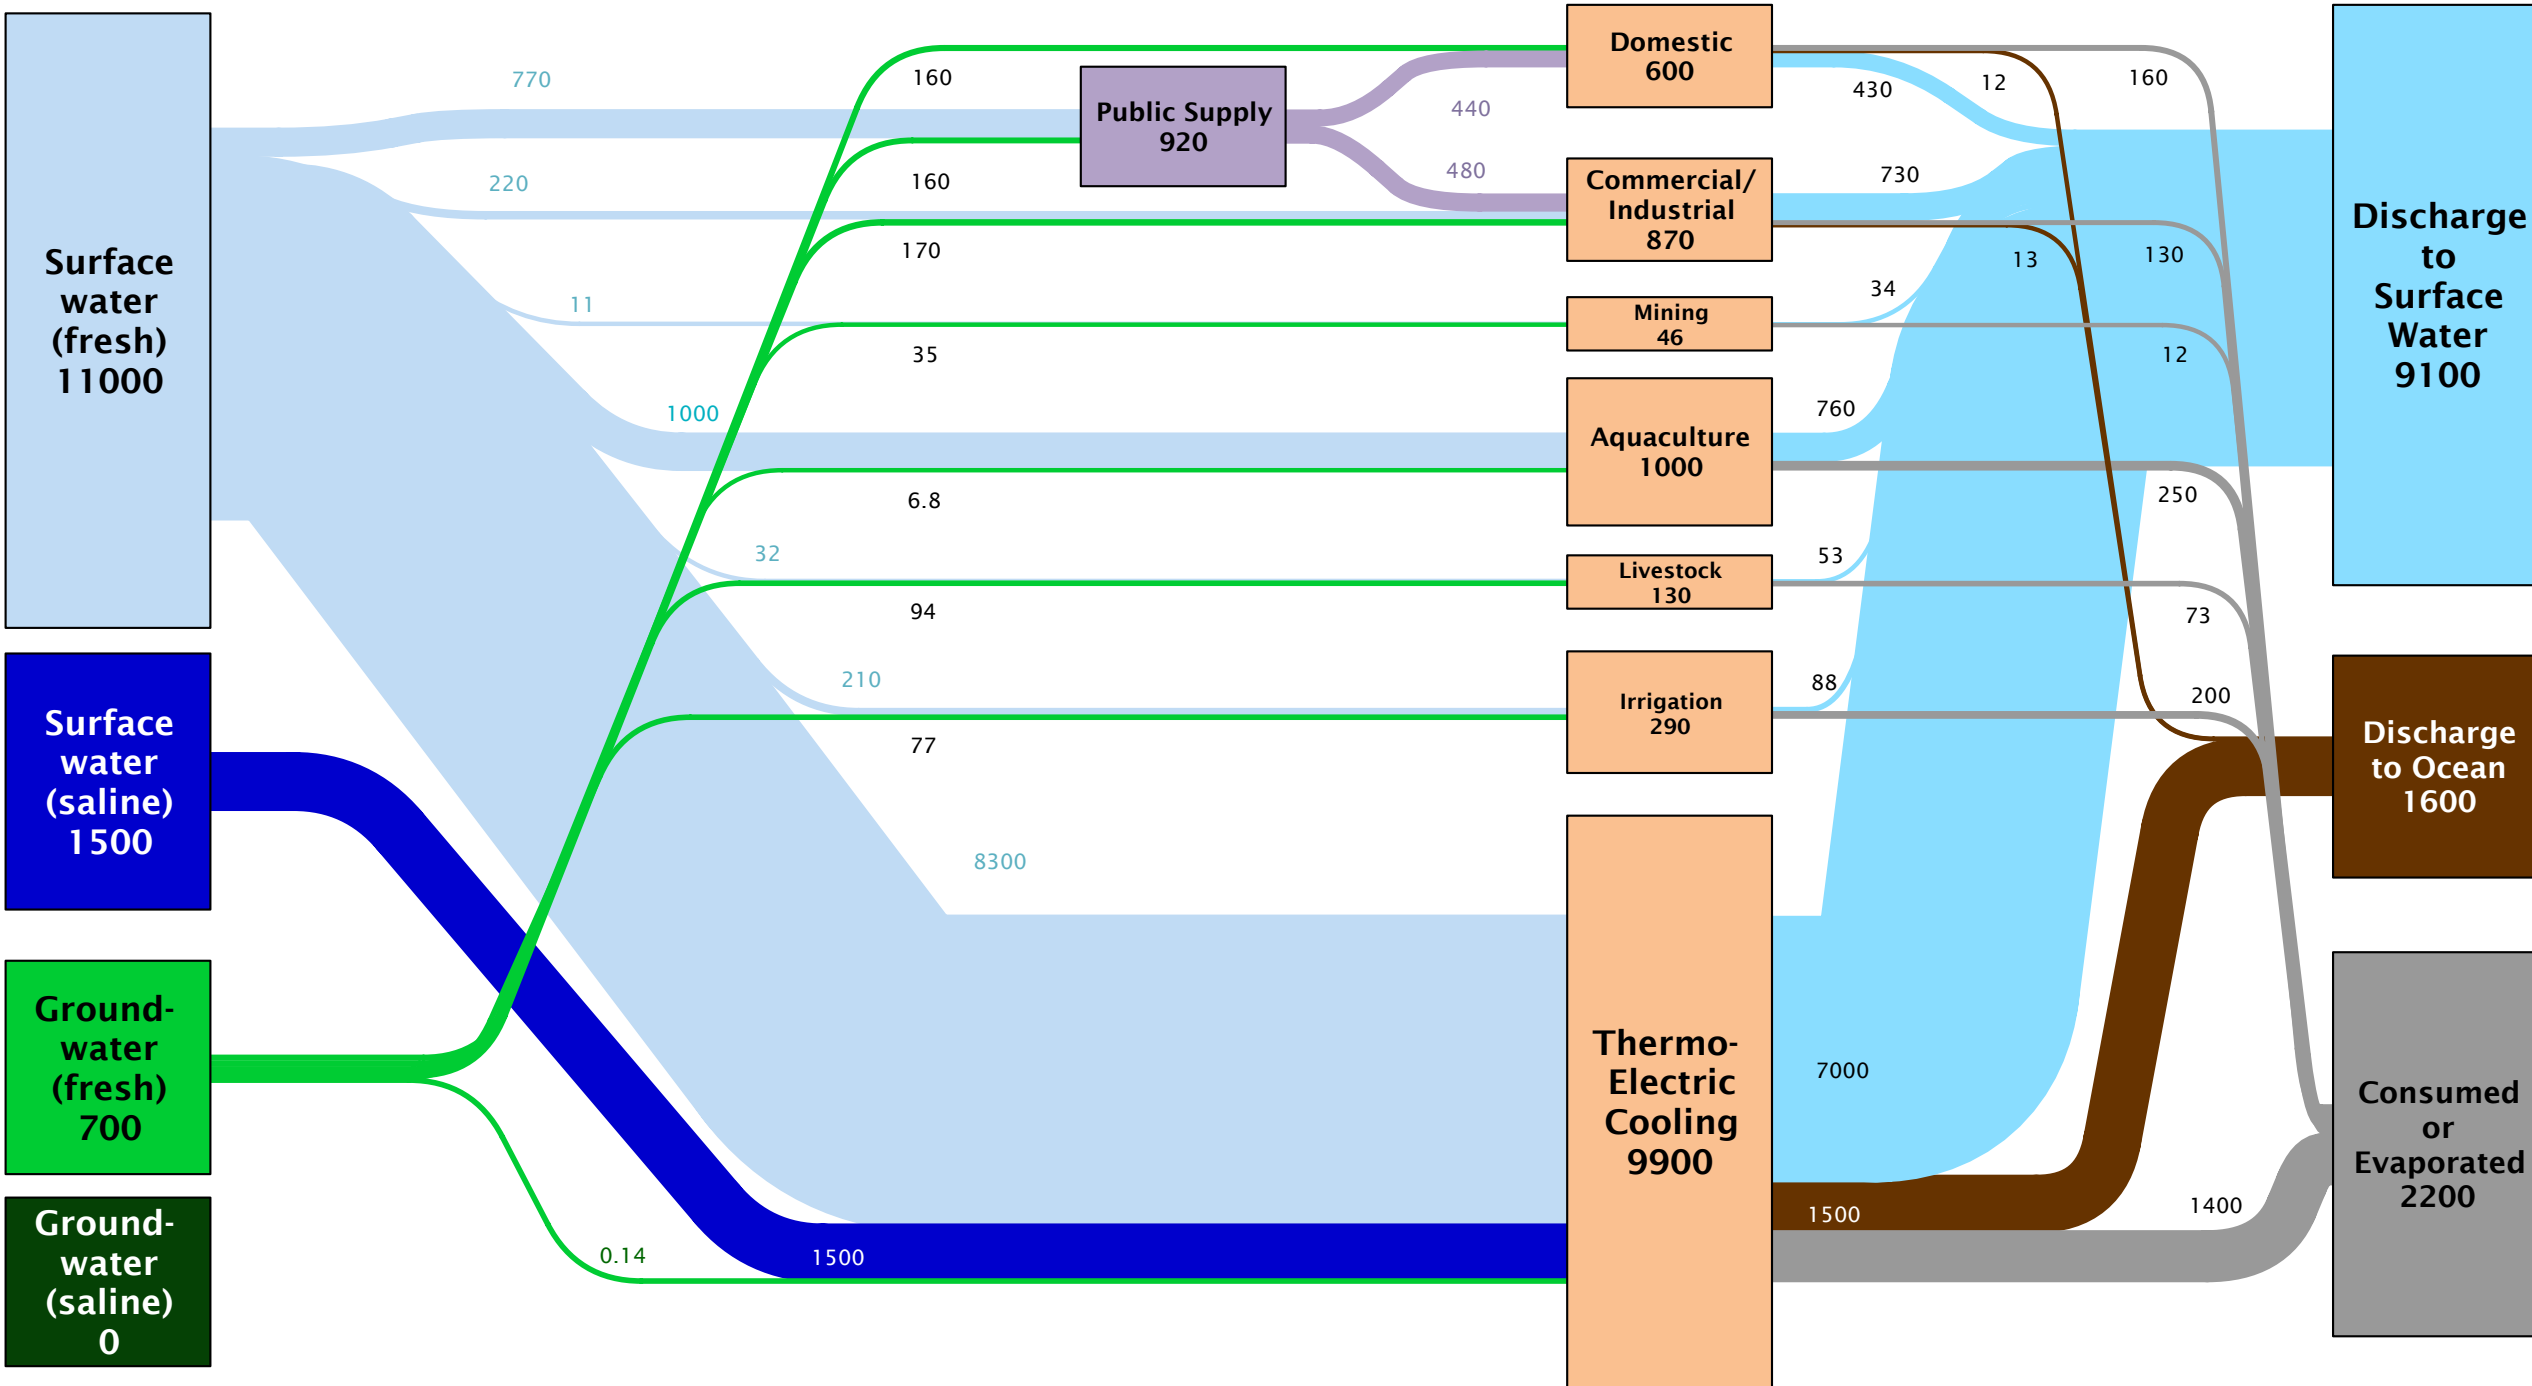 Surface
water
(fresh)
11000
Surface
water
(saline)
1500
Ground-
water
(fresh)
700
Ground-
water
(saline)
0
770
220
11
1000
32
210
8300
0.14
1500
160
160
170
35
6.8
94
77
Public Supply
920
440
480
Domestic
600
Commercial/
Industrial
870
Mining
46
Aquaculture
1000
Livestock
130
Irrigation
290
Thermo-
Electric
Cooling
9900
430
12
160
730
13
130
34
12
760
250
53
73
88
200
7000
1500
1400
Discharge
to
Surface
Water
9100
Discharge
to Ocean
1600
Consumed
or
Evaporated
2200